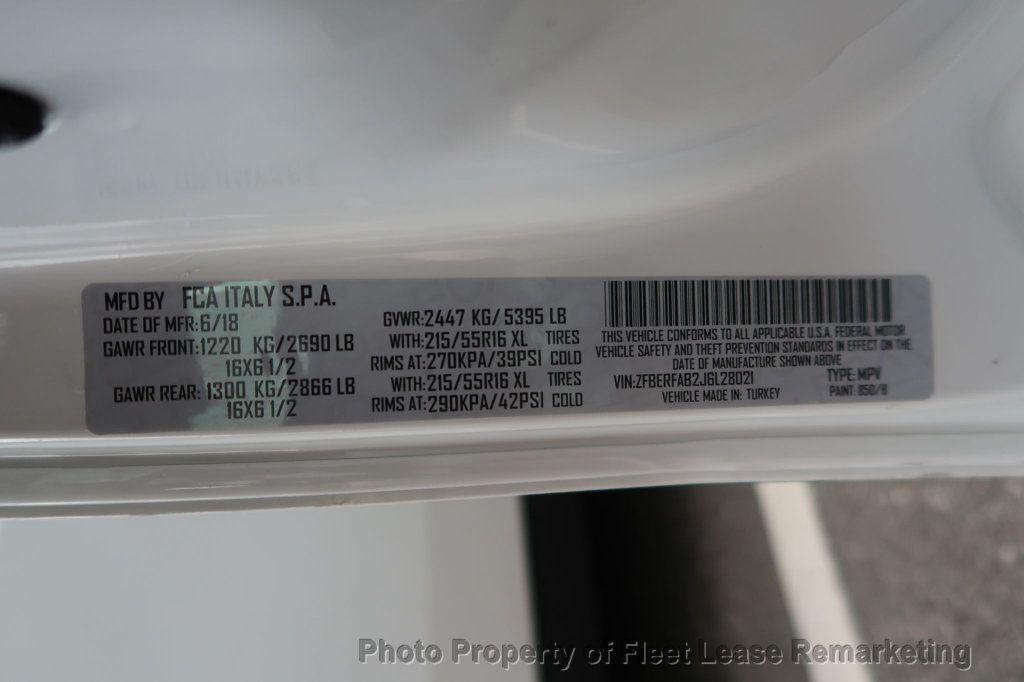 MFD BY FCA ITALY S.P.A.
DATE OF MFR:6/18
GAWR FRONT:1220 KG/2690 LB
16X6 1/2
GAWR REAR: 1300 KG/2866 LB
16X6 1/2
GVWR:2447 KG/5395 LB
WITH:215/55R16 XL TIRES
RIMS AT:270KPA/39PSI COLD
WITH:215/55R16 XL TIRES
RIMS AT:290KPA/42PSI COLD
THIS VEHICLE CONFORMS TO ALL APPLICABLE U.S.A. FEDERAL MOTOR
VEHICLE SAFETY AND THEFT PREVENTION STANDARDS IN EFFECT ON THE
DATE OF MANUFACTURE SHOWN ABOVE
VIN:ZFBERFAB2J6L28021 TYPE: MPV
VEHICLE MADE IN: TURKEY PAINT: 850/B
Photo Property of Fleet Lease Remarketing